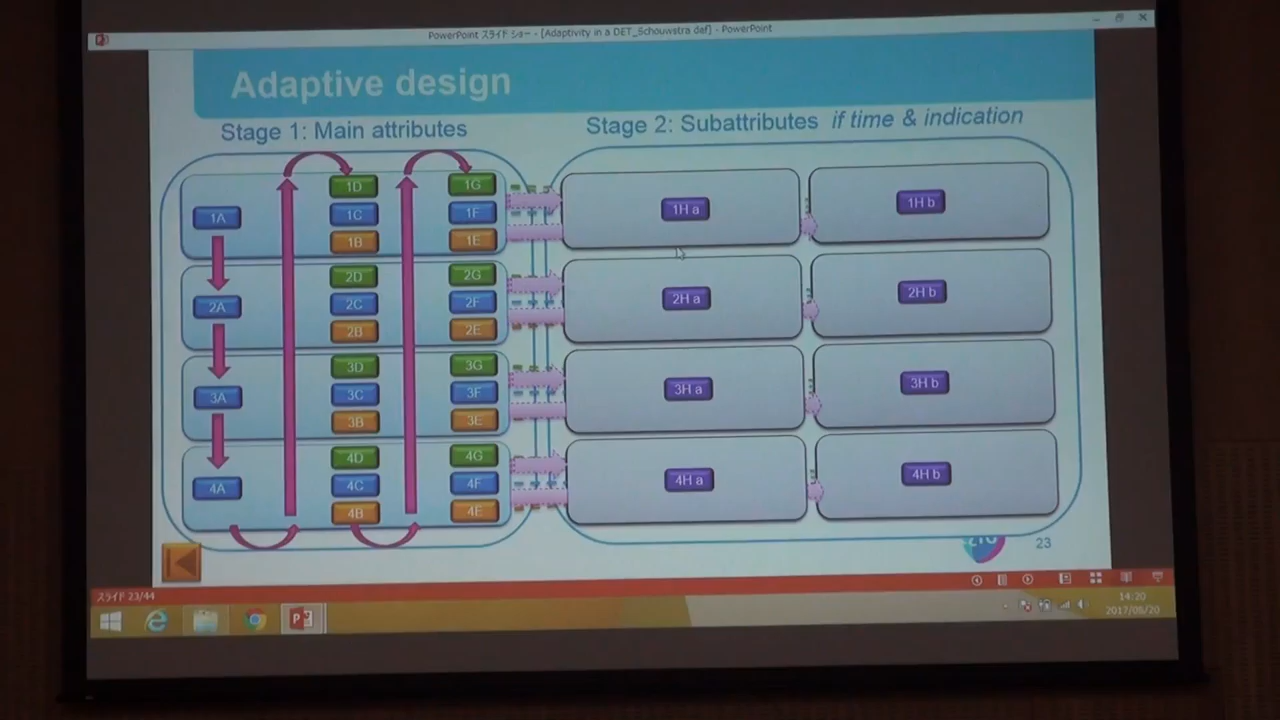 PowerPoint スライド ショー - [Adaptivity in a DET_Schouwstra def] - PowerPoint
Adaptive design
Stage 1: Main attributes
Stage 2: Subattributes if time & indication
1A
1D
1C
1B
1G
1F
1E
1H a
1H b
2A
2D
2C
2B
2G
2F
2E
2H a
2H b
3A
3D
3C
3B
3G
3F
3E
3H a
3H b
4A
4D
4C
4B
4G
4F
4E
4H a
4H b
23
スライド 23/44
14:20